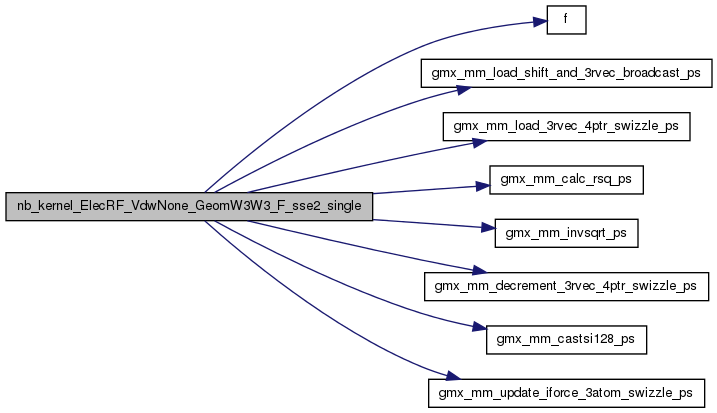 f
gmx_mm_load_shift_and_3rvec_broadcast_ps
gmx_mm_load_3rvec_4ptr_swizzle_ps
gmx_mm_calc_rsq_ps
nb_kernel_ElecRF_VdwNone_GeomW3W3_F_sse2_single
gmx_mm_invsqrt_ps
gmx_mm_decrement_3rvec_4ptr_swizzle_ps
gmx_mm_castsi128_ps
gmx_mm_update_iforce_3atom_swizzle_ps